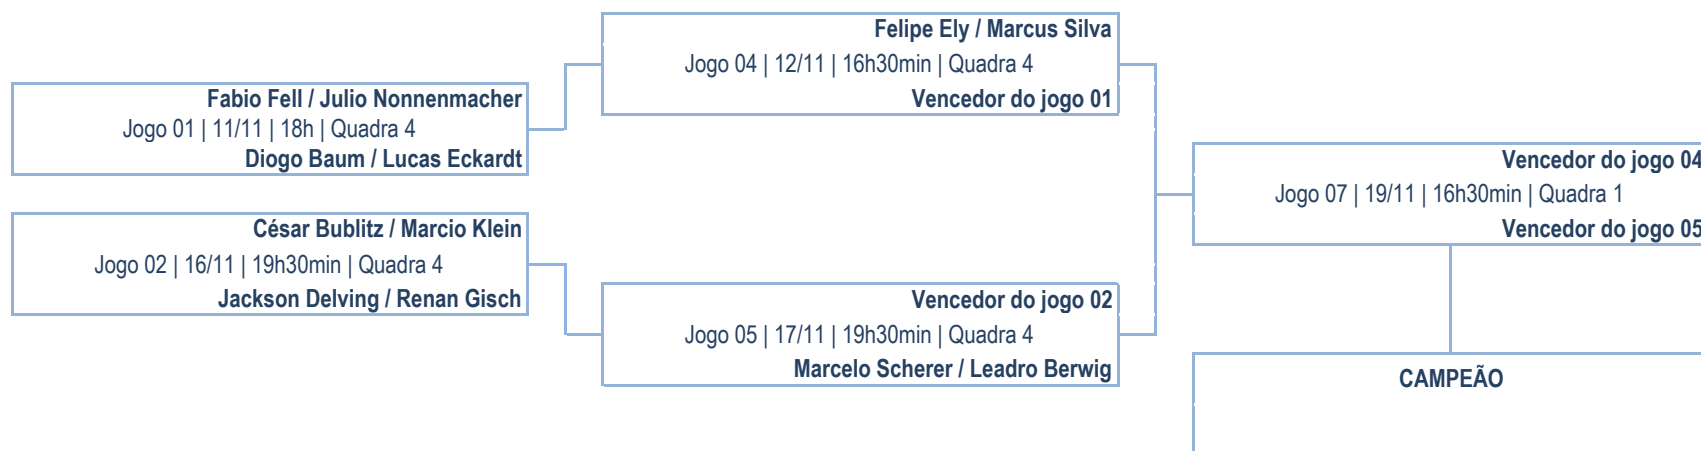 Felipe Ely / Marcus Silva
Jogo 04 | 12/11 | 16h30min | Quadra 4
Vencedor do jogo 01
Fabio Fell / Julio Nonnenmacher
Jogo 01 | 11/11 | 18h | Quadra 4
Diogo Baum / Lucas Eckardt
Vencedor do jogo 04
Jogo 07 | 19/11 | 16h30min | Quadra 1
Vencedor do jogo 05
César Bublitz / Marcio Klein
Jogo 02 | 16/11 | 19h30min | Quadra 4
Jackson Delving / Renan Gisch
Vencedor do jogo 02
Jogo 05 | 17/11 | 19h30min | Quadra 4
Marcelo Scherer / Leadro Berwig
CAMPEÃO